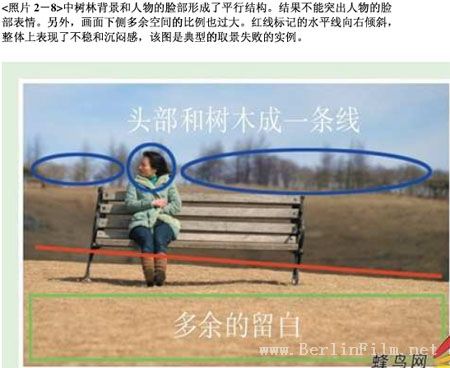 <照片 2－8>中树林背景和人物的脸部形成了平行结构。结果不能突出人物的脸
部表情。另外，画面下侧多余空间的比例也过大。红线标记的水平线向右倾斜，
整体上表现了不稳和沉闷感，该图是典型的取景失败的实例。
头部和树木成一条线
多余的留白
www.BerlinFilm.net
蜂鸟网